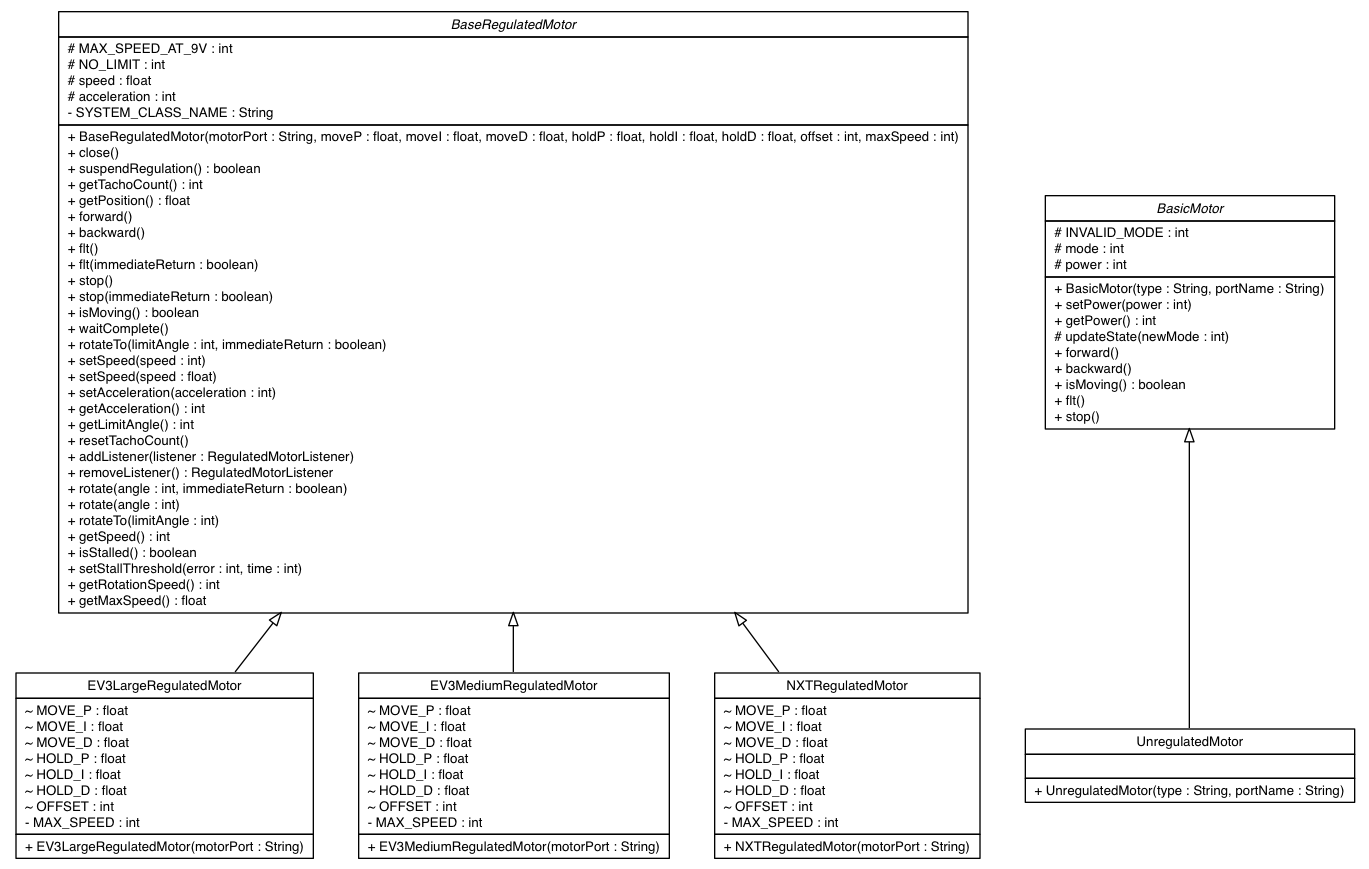 BaseRegulatedMotor
# MAX_SPEED_AT_9V : int
# NO_LIMIT : int
# speed : float
# acceleration : int
- SYSTEM_CLASS_NAME : String
+ BaseRegulatedMotor(motorPort : String, moveP : float, moveI : float, moveD : float, holdP : float, holdI : float, holdD : float, offset : int, maxSpeed : int)
+ close()
+ suspendRegulation() : boolean
+ getTachoCount() : int
+ getPosition() : float
+ forward()
+ backward()
+ flt()
+ flt(immediateReturn : boolean)
+ stop()
+ stop(immediateReturn : boolean)
+ isMoving() : boolean
+ waitComplete()
+ rotateTo(limitAngle : int, immediateReturn : boolean)
+ setSpeed(speed : int)
+ setSpeed(speed : float)
+ setAcceleration(acceleration : int)
+ getAcceleration() : int
+ getLimitAngle() : int
+ resetTachoCount()
+ addListener(listener : RegulatedMotorListener)
+ removeListener() : RegulatedMotorListener
+ rotate(angle : int, immediateReturn : boolean)
+ rotate(angle : int)
+ rotateTo(limitAngle : int)
+ getSpeed() : int
+ isStalled() : boolean
+ setStallThreshold(error : int, time : int)
+ getRotationSpeed() : int
+ getMaxSpeed() : float
BasicMotor
# INVALID_MODE : int
# mode : int
# power : int
+ BasicMotor(type : String, portName : String)
+ setPower(power : int)
+ getPower() : int
# updateState(newMode : int)
+ forward()
+ backward()
+ isMoving() : boolean
+ flt()
+ stop()
EV3LargeRegulatedMotor
~ MOVE_P : float
~ MOVE_I : float
~ MOVE_D : float
~ HOLD_P : float
~ HOLD_I : float
~ HOLD_D : float
~ OFFSET : int
- MAX_SPEED : int
+ EV3LargeRegulatedMotor(motorPort : String)
EV3MediumRegulatedMotor
~ MOVE_P : float
~ MOVE_I : float
~ MOVE_D : float
~ HOLD_P : float
~ HOLD_I : float
~ HOLD_D : float
~ OFFSET : int
- MAX_SPEED : int
+ EV3MediumRegulatedMotor(motorPort : String)
NXTRegulatedMotor
~ MOVE_P : float
~ MOVE_I : float
~ MOVE_D : float
~ HOLD_P : float
~ HOLD_I : float
~ HOLD_D : float
~ OFFSET : int
- MAX_SPEED : int
+ NXTRegulatedMotor(motorPort : String)
UnregulatedMotor
+ UnregulatedMotor(type : String, portName : String)